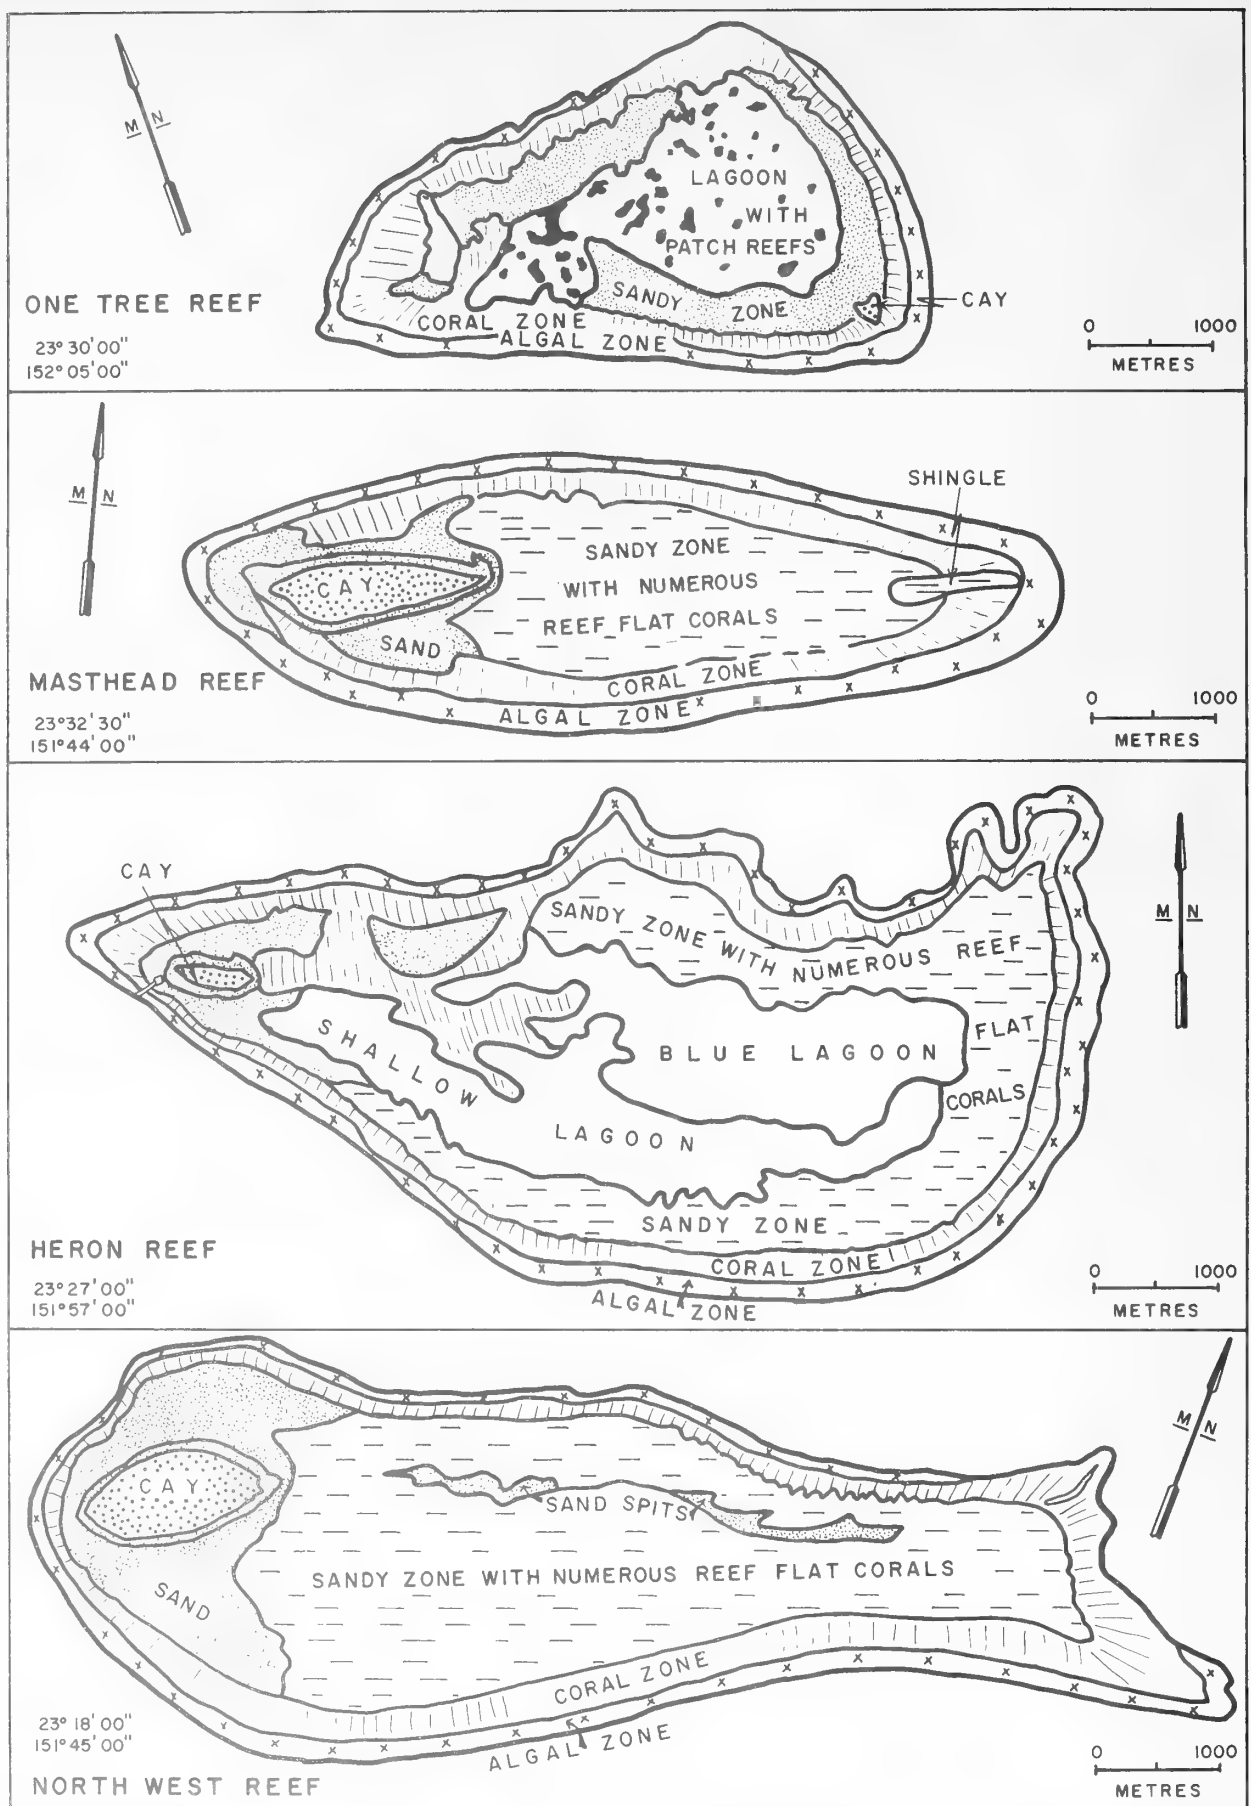 M N
LAGOON
WITH
PATCH REEFS
SANDY
ZONE
CAY
ONE TREE REEF
CORAL ZONE
ALGAL ZONE
23° 30' 00"
152° 05' 00"
0 1000
METRES
M N
SHINGLE
SANDY ZONE
WITH NUMEROUS
REEF FLAT CORALS
CAY
SAND
CORAL ZONE
ALGAL ZONE
MASTHEAD REEF
23°32'30"
151°44'00"
0 1000
METRES
CAY
M N
SANDY ZONE WITH NUMEROUS REEF
FLAT
CORALS
SHALLOW
LAGOON
BLUE LAGOON
SANDY ZONE
CORAL ZONE
ALGAL ZONE
HERON REEF
23°27'00"
151°57'00"
0 1000
METRES
M N
CAY
SAND SPITS
SANDY ZONE WITH NUMEROUS REEF FLAT CORALS
SAND
CORAL ZONE
ALGAL ZONE
23° 18' 00"
151°45'00"
NORTH WEST REEF
0 1000
METRES